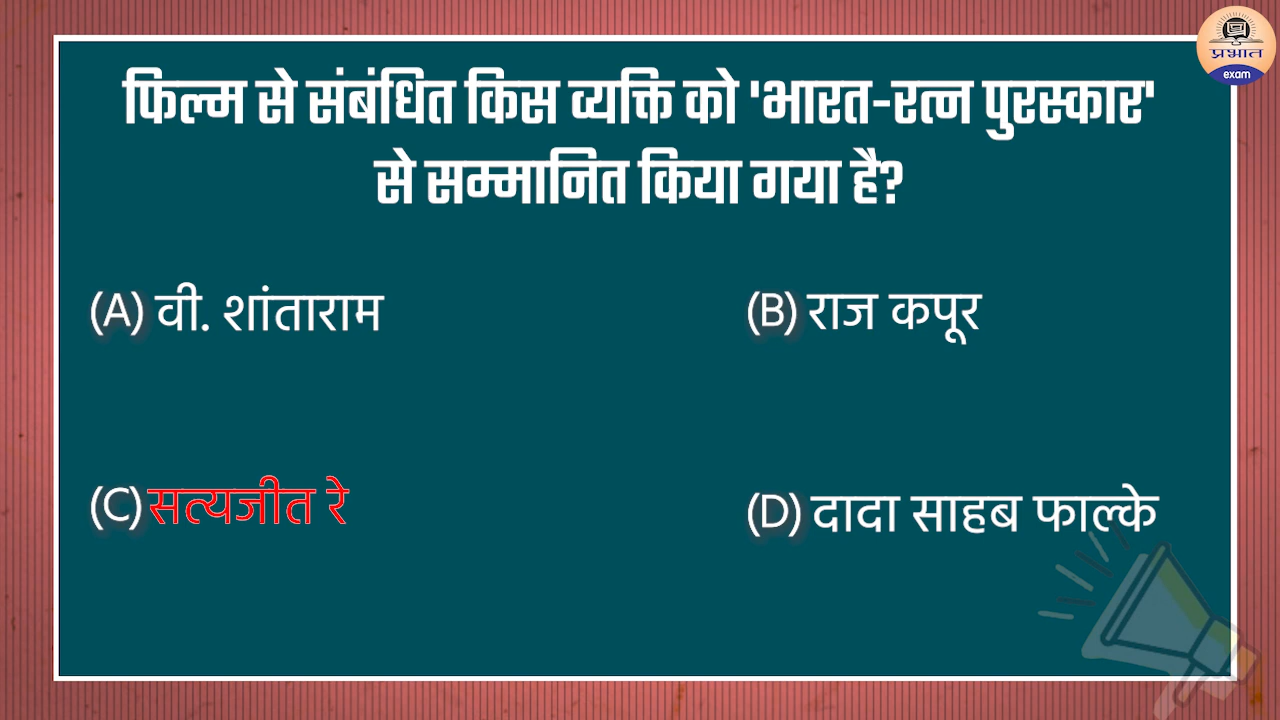 प्रभात
exam
फिल्म से संबंधित किस व्यक्ति को 'भारत-रत्न पुरस्कार'
से सम्मानित किया गया है?
(A) वी. शांताराम
(B) राज कपूर
(C) सत्यजीत रे
(D) दादा साहब फाल्के